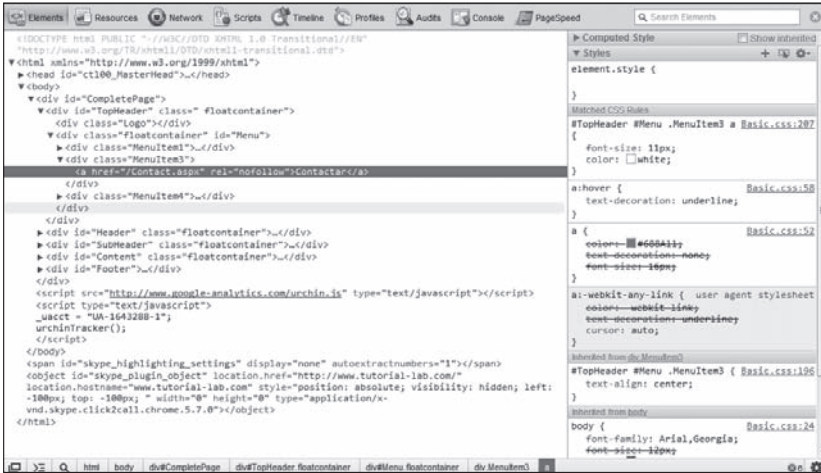 Elements Resources Network Scripts Timeline Profiles Audits Console PageSpeed Search Elements
<!DOCTYPE html PUBLIC "-//W3C//DTD XHTML 1.0 Transitional//EN"
"http://www.w3.org/TR/xhtml1/DTD/xhtml1-transitional.dtd">
▼<html xmlns="http://www.w3.org/1999/xhtml">
▶<head id="ctl00_MasterHead">…</head>
▼<body>
▼<div id="CompletePage">
▼<div id="TopHeader" class=" floatcontainer">
<div class="Logo"></div>
▼<div class="floatcontainer" id="Menu">
▶<div class="MenuItem1">…</div>
▼<div class="MenuItem3">
<a href="/Contact.aspx" rel="nofollow">Contactar</a>
</div>
▶<div class="MenuItem4">…</div>
</div>
</div>
▶<div id="Header" class="floatcontainer">…</div>
▶<div id="SubHeader" class="floatcontainer">…</div>
▶<div id="Content" class="floatcontainer">…</div>
▶<div id="Footer">…</div>
</div>
<script src="http://www.google-analytics.com/urchin.js" type="text/javascript"></script>
<script type="text/javascript">
_uacct = "UA-1643288-1";
urchinTracker();
</script>
</body>
<span id="skype_highlighting_settings" display="none" autoextractnumbers="1"></span>
<object id="skype_plugin_object" location.href="http://www.tutorial-lab.com/"
location.hostname="www.tutorial-lab.com" style="position: absolute; visibility: hidden; left:
-100px; top: -100px; " width="0" height="0" type="application/x-
vnd.skype.click2call.chrome.5.7.0"></object>
</html>
▶ Computed Style Show inherited
▼ Styles
element.style {
}
Matched CSS Rules
#TopHeader #Menu .MenuItem3 a Basic.css:207
{
font-size: 11px;
color: white;
}
a:hover { Basic.css:58
text-decoration: underline;
}
a { Basic.css:52
color: #608A11;
text-decoration: none;
font-size: 16px;
}
a:-webkit-any-link { user agent stylesheet
color: -webkit-link;
text-decoration: underline;
cursor: auto;
}
Inherited from div.MenuItem3
#TopHeader #Menu .MenuItem3 { Basic.css:196
text-align: center;
}
Inherited from body
body { Basic.css:24
font-family: Arial,Georgia;
font-size: 12px;
html body div#CompletePage div#TopHeader.floatcontainer div#Menu.floatcontainer div.MenuItem3 a